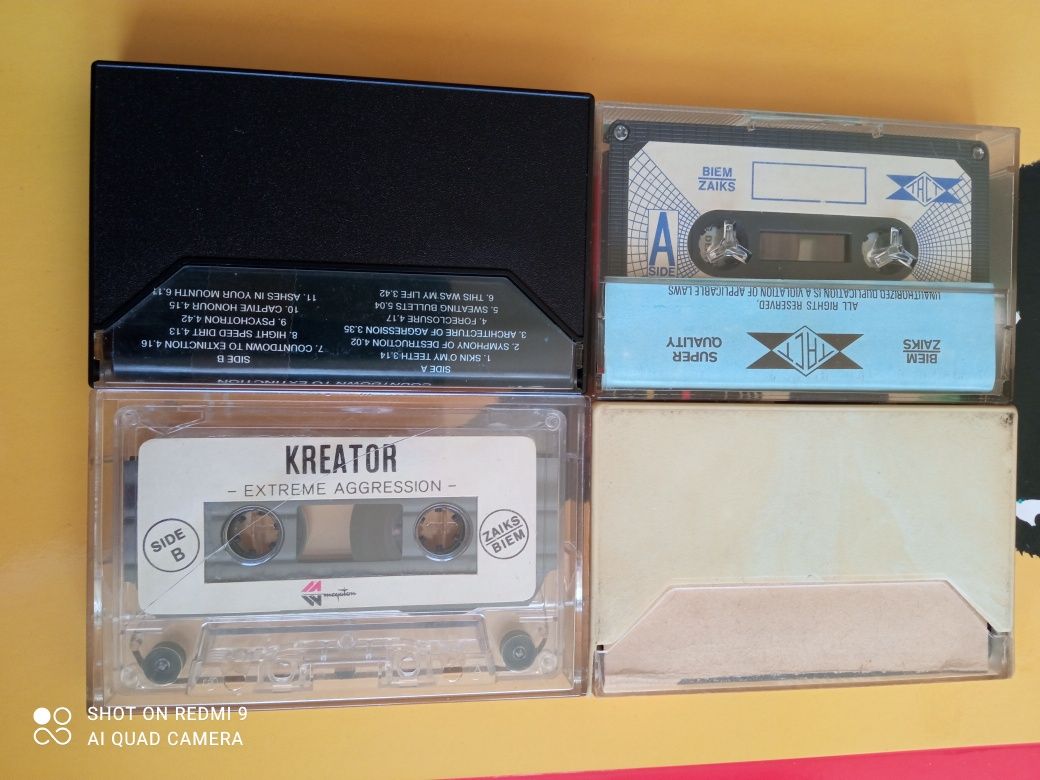 COUNTDOWN TO EXTINCTION
SIDE A
1. SKIN O'MY TEETH 3.14
2. SYMPHONY OF DESTRUCTION 4.02
3. ARCHITECTURE OF AGGRESSION 3.35
4. FORECLOSURE 4.17
5. SWEATING BULLETS 5.04
6. THIS WAS MY LIFE 3.42
SIDE B
7. COUNTDOWN TO EXTINCTION 4.16
8. HIGHT SPEED DIRT 4.13
9. PSYCHOTRON 4.42
10. CAPTIVE HONOUR 4.15
11. ASHES IN YOUR MOUNTH
BIEM
ZAIKS
TACT
A
SIDE
BIEM
ZAIKS
TACT
SUPER
QUALITY
ALL RIGHTS RESERVED.
UNAUTHORIZED DUPLICATION IS A VIOLATION OF APPLICABLE LAWS
KREATOR
- EXTREME AGGRESSION -
SIDE
B
ZAIKS
BIEM
SHOT ON REDMI 9
AI QUAD CAMERA